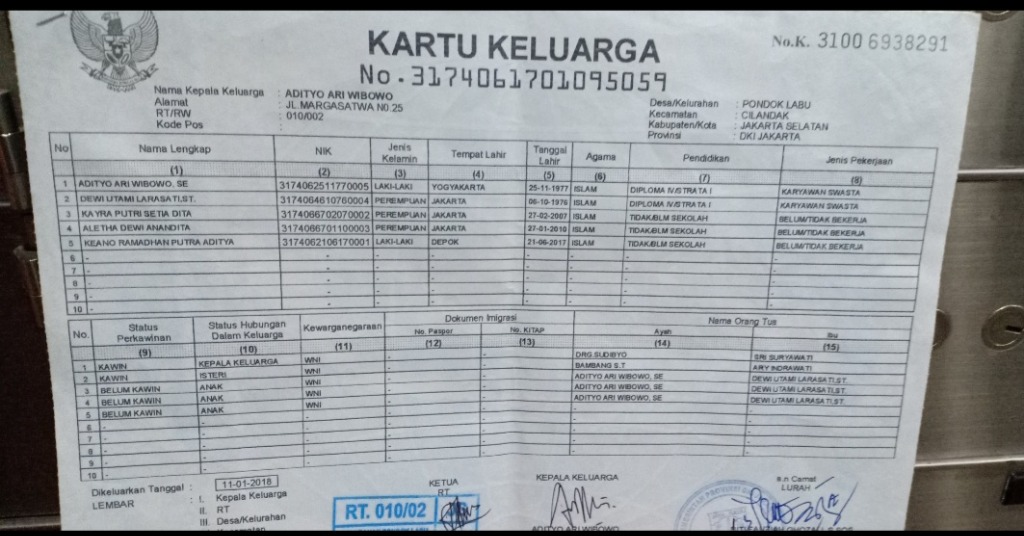 KARTU KELUARGA
No.K. 3100 6938291
No.3174061701095059
Nama Kepala Keluarga : ADITYO ARI WIBOWO
Alamat : JL.MARGASATWA N0.25
RT/RW : 010/002
Kode Pos :
Desa/Kelurahan : PONDOK LABU
Kecamatan : CILANDAK
Kabupaten/Kota : JAKARTA SELATAN
Provinsi : DKI JAKARTA
No Nama Lengkap NIK Jenis Kelamin Tempat Lahir Tanggal Lahir Agama Pendidikan Jenis Pekerjaan
(1) (2) (3) (4) (5) (6) (7) (8)
1 ADITYO ARI WIBOWO, SE 3174062511770005 LAKI-LAKI YOGYAKARTA 25-11-1977 ISLAM DIPLOMA IV/STRATA I KARYAWAN SWASTA
2 DEWI UTAMI LARASATI,ST. 3174064610760004 PEREMPUAN JAKARTA 06-10-1976 ISLAM DIPLOMA IV/STRATA I KARYAWAN SWASTA
3 KAYRA PUTRI SETIA DITA 3174066702070002 PEREMPUAN JAKARTA 27-02-2007 ISLAM TIDAK/BLM SEKOLAH BELUM/TIDAK BEKERJA
4 ALETHA DEWI ANANDITA 3174066701100003 PEREMPUAN JAKARTA 27-01-2010 ISLAM TIDAK/BLM SEKOLAH BELUM/TIDAK BEKERJA
5 KEANO RAMADHAN PUTRA ADITYA 3174062106170001 LAKI-LAKI DEPOK 21-06-2017 ISLAM TIDAK/BLM SEKOLAH BELUM/TIDAK BEKERJA
6 - - - - - - -
7 - - - - - - -
8 - - - - - - -
9 - - - - - - -
10 - - - - - - -
No. Status Perkawinan Status Hubungan Dalam Keluarga Kewarganegaraan Dokumen Imigrasi Nama Orang Tua
No. Paspor No. KITAP Ayah Ibu
(9) (10) (11) (12) (13) (14) (15)
1 KAWIN KEPALA KELUARGA WNI - - DRG.SUDIBYO SRI SURYAWATI
2 KAWIN ISTERI WNI - - BAMBANG S.T ARY INDRAWATI
3 BELUM KAWIN ANAK WNI - - ADITYO ARI WIBOWO, SE DEWI UTAMI LARASATI,ST.
4 BELUM KAWIN ANAK WNI - - ADITYO ARI WIBOWO, SE DEWI UTAMI LARASATI,ST.
5 BELUM KAWIN ANAK WNI - - ADITYO ARI WIBOWO, SE DEWI UTAMI LARASATI,ST.
6 - - - - - - -
7 - - - - - - -
8 - - - - - - -
9 - - - - - - -
10 - - - - - - -
Dikeluarkan Tanggal : 11-01-2018
LEMBAR : I. Kepala Keluarga
II. RT
III. Desa/Kelurahan
KETUA
RT
RT. 010/02
KEPALA KELUARGA
ADITYO ARI WIBOWO
a.n Camat
LURAH